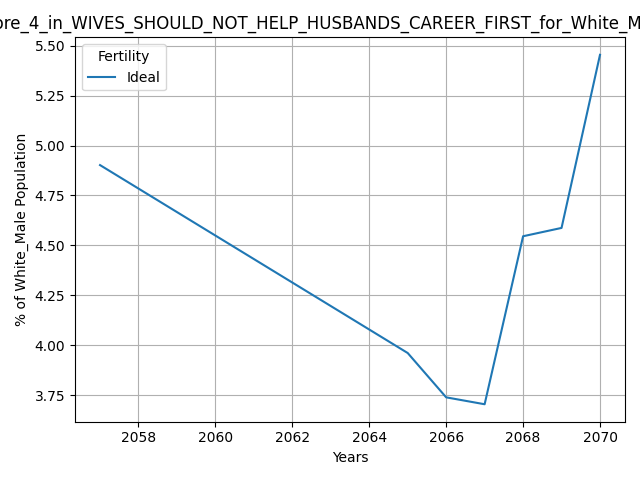 ore_4_in_WIVES_SHOULD_NOT_HELP_HUSBANDS_CAREER_FIRST_for_White_M
Fertility
Ideal
% of White_Male Population
5.50
5.25
5.00
4.75
4.50
4.25
4.00
3.75
2058 2060 2062 2064 2066 2068 2070
Years